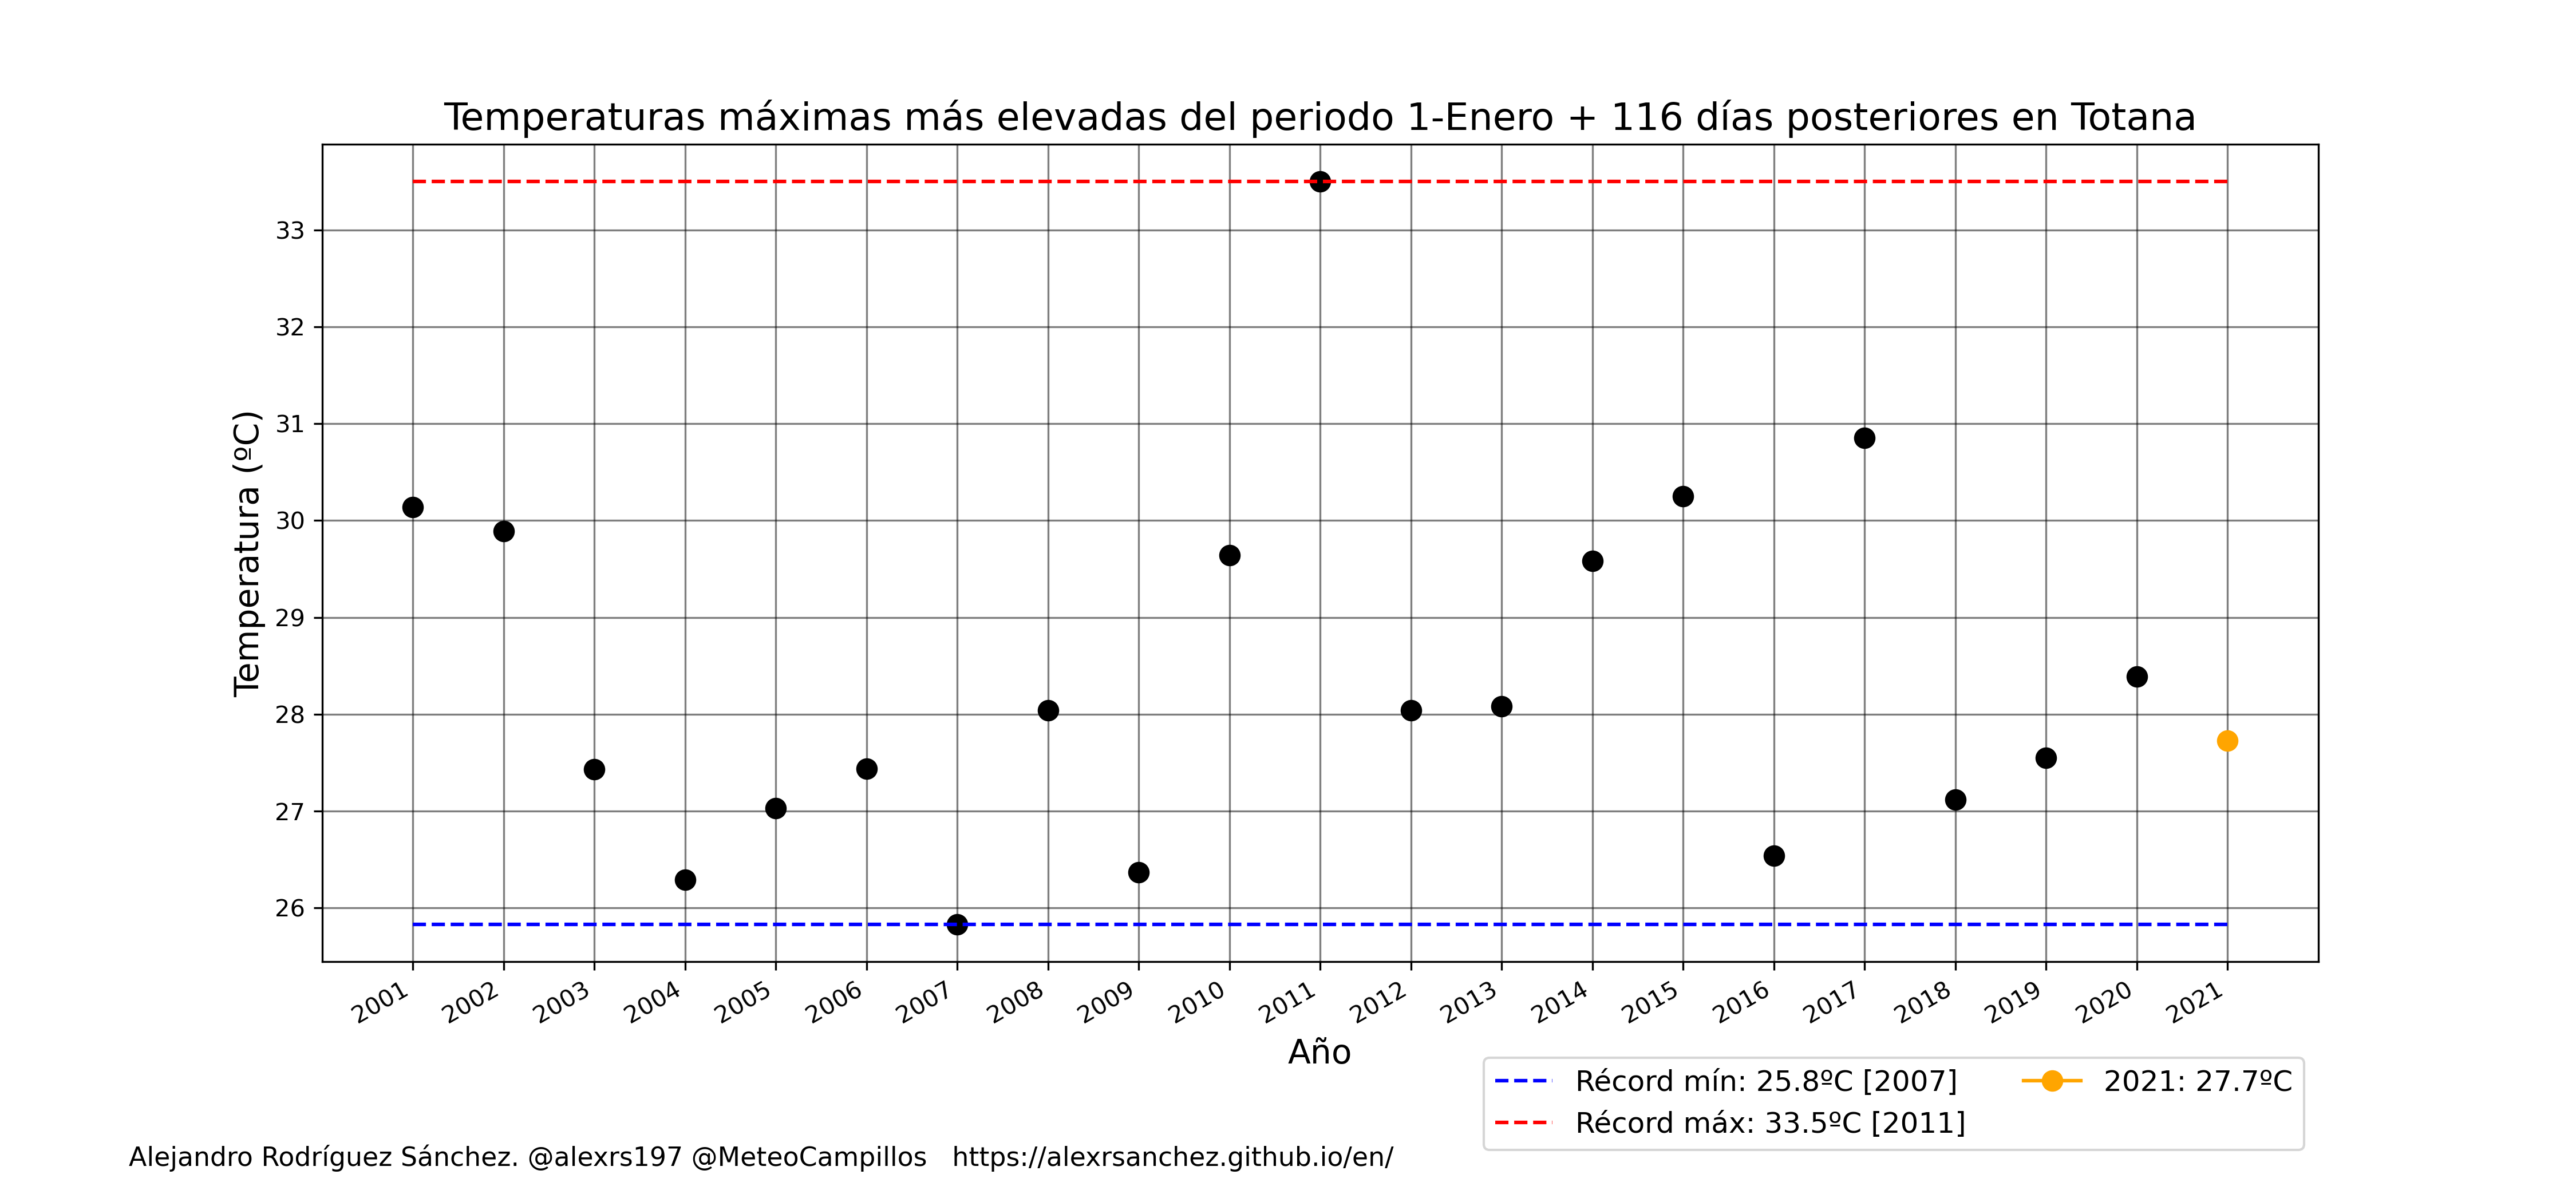 Temperaturas máximas más elevadas del periodo 1-Enero + 116 días posteriores en Totana
Temperatura (ºC)
33
32
31
30
29
28
27
26
2001 2002 2003 2004 2005 2006 2007 2008 2009 2010 2011 2012 2013 2014 2015 2016 2017 2018 2019 2020 2021
Año
Récord mín: 25.8ºC [2007]
Récord máx: 33.5ºC [2011]
2021: 27.7ºC
Alejandro Rodríguez Sánchez. @alexrs197 @MeteoCampillos https://alexrsanchez.github.io/en/